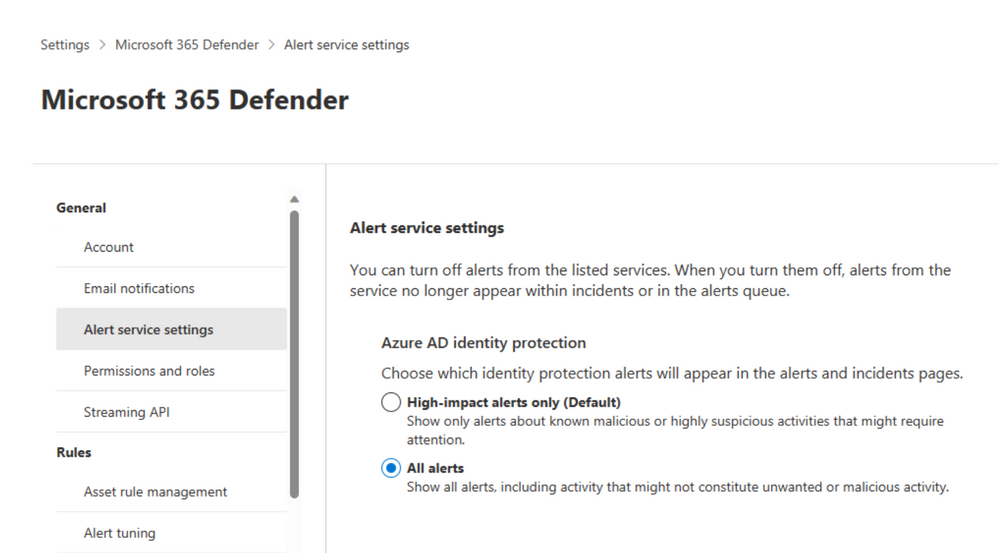 Settings > Microsoft 365 Defender > Alert service settings
Microsoft 365 Defender
General
Account
Email notifications
Alert service settings
Permissions and roles
Streaming API
Rules
Asset rule management
Alert tuning
Alert service settings
You can turn off alerts from the listed services. When you turn them off, alerts from the
service no longer appear within incidents or in the alerts queue.
Azure AD identity protection
Choose which identity protection alerts will appear in the alerts and incidents pages.
High-impact alerts only (Default)
Show only alerts about known malicious or highly suspicious activities that might require
attention.
All alerts
Show all alerts, including activity that might not constitute unwanted or malicious activity.